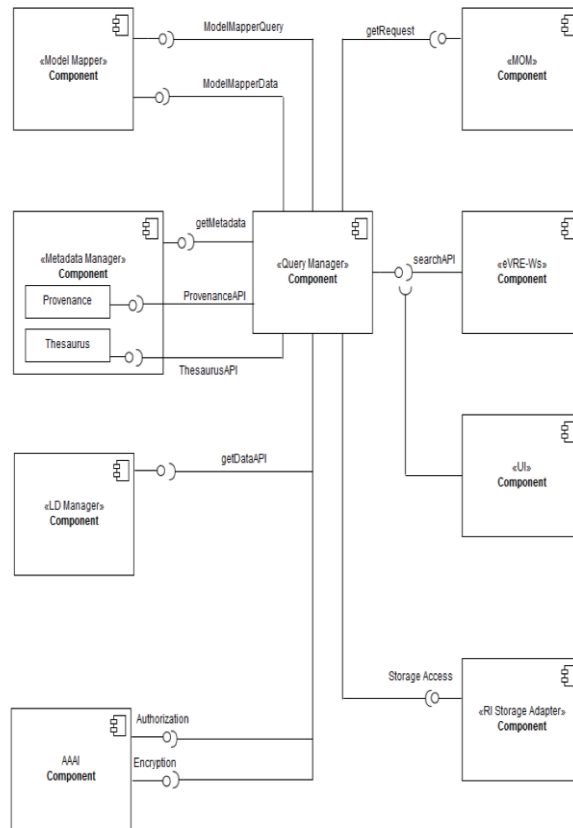 ModelMapperQuery
getRequest
«Model Mapper»
Component
«MOM»
Component
ModelMapperData
getMetadata
«Metadata Manager»
Component
«Query Manager»
Component
searchAPI
«eVRE-Ws»
Component
Provenance
ProvenanceAPI
Thesaurus
ThesaurusAPI
getDataAPI
«UI»
Component
«LD Manager»
Component
Storage Access
«RI Storage Adapter»
Component
Authorization
AAAI
Component
Encryption